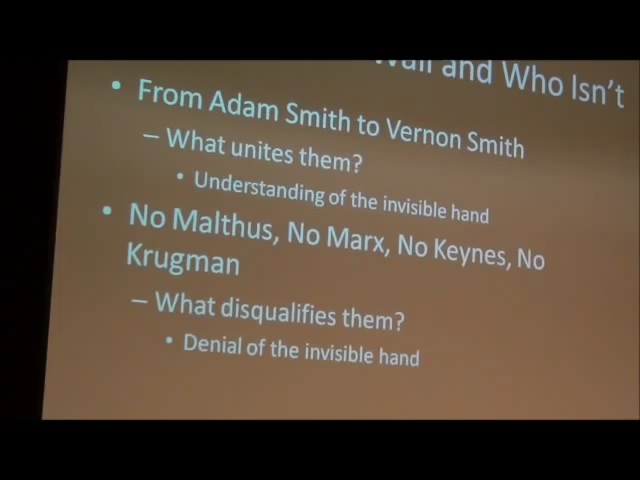 Wall and Who Isn't
• From Adam Smith to Vernon Smith
– What unites them?
• Understanding of the invisible hand
• No Malthus, No Marx, No Keynes, No
Krugman
– What disqualifies them?
• Denial of the invisible hand